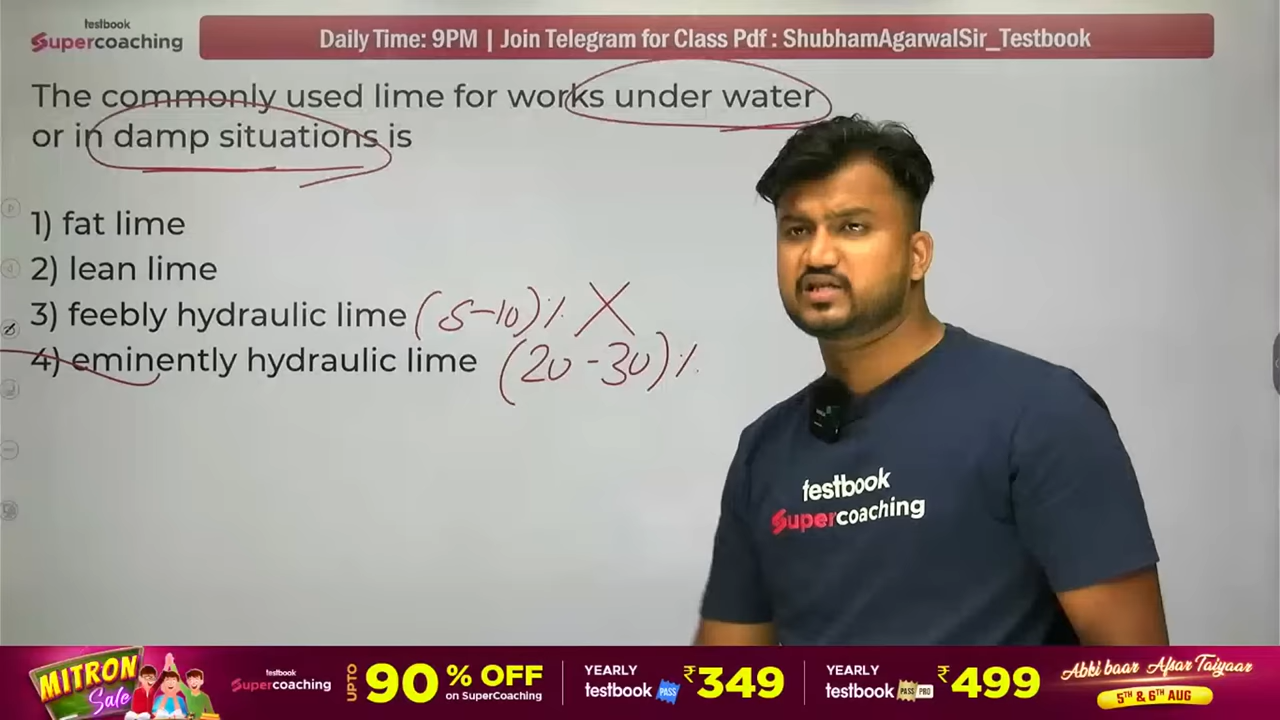 testbook
Supercoaching
Daily Time: 9PM | Join Telegram for Class Pdf : ShubhamAgarwalSir_Testbook
The commonly used lime for works under water
or in damp situations is
1) fat lime
2) lean lime
3) feebly hydraulic lime (5-10)% X
4) eminently hydraulic lime (20-30)%
testbook
Supercoaching
MITRON
Sale
testbook
Supercoaching
UPTO 90% OFF
on SuperCoaching
YEARLY
testbook PASS
₹349
YEARLY
testbook PASS PRO
₹499
Abki baar Afsar Taiyaar
5TH & 6TH AUG